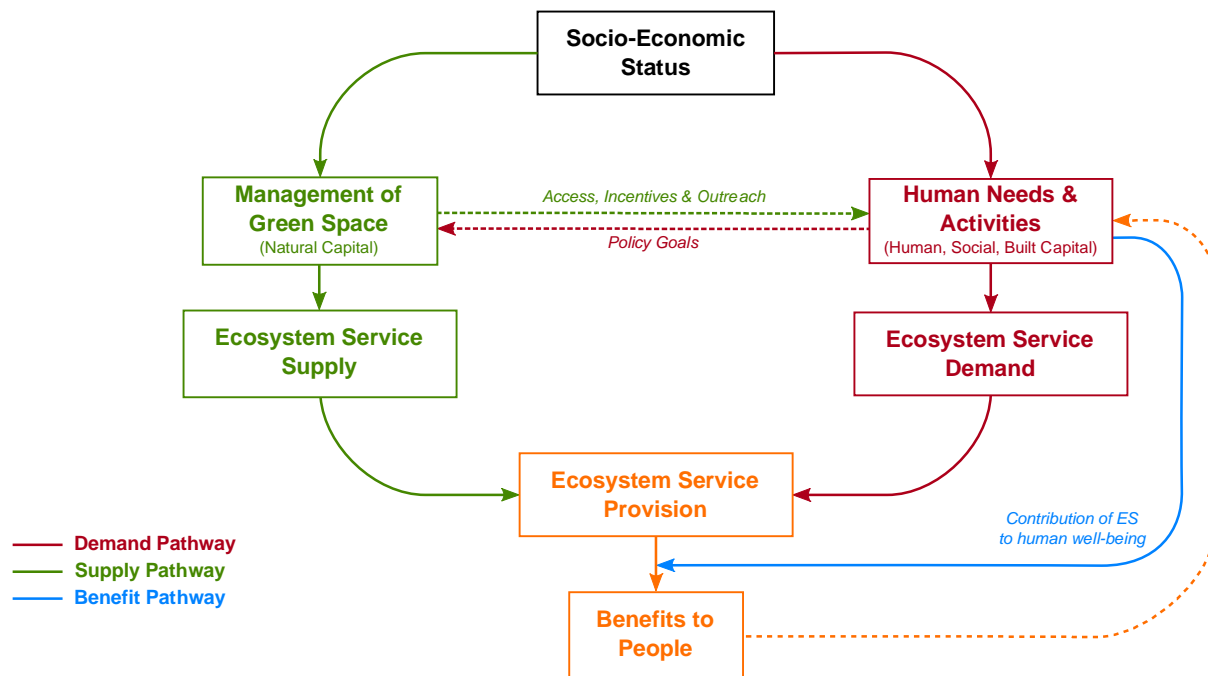 Socio-Economic
Status
Management of
Green Space
(Natural Capital)
Access, Incentives & Outreach
Policy Goals
Human Needs &
Activities
(Human, Social, Built Capital)
Ecosystem Service
Supply
Ecosystem Service
Demand
Ecosystem Service
Provision
Contribution of ES
to human well-being
Demand Pathway
Supply Pathway
Benefit Pathway
Benefits to
People